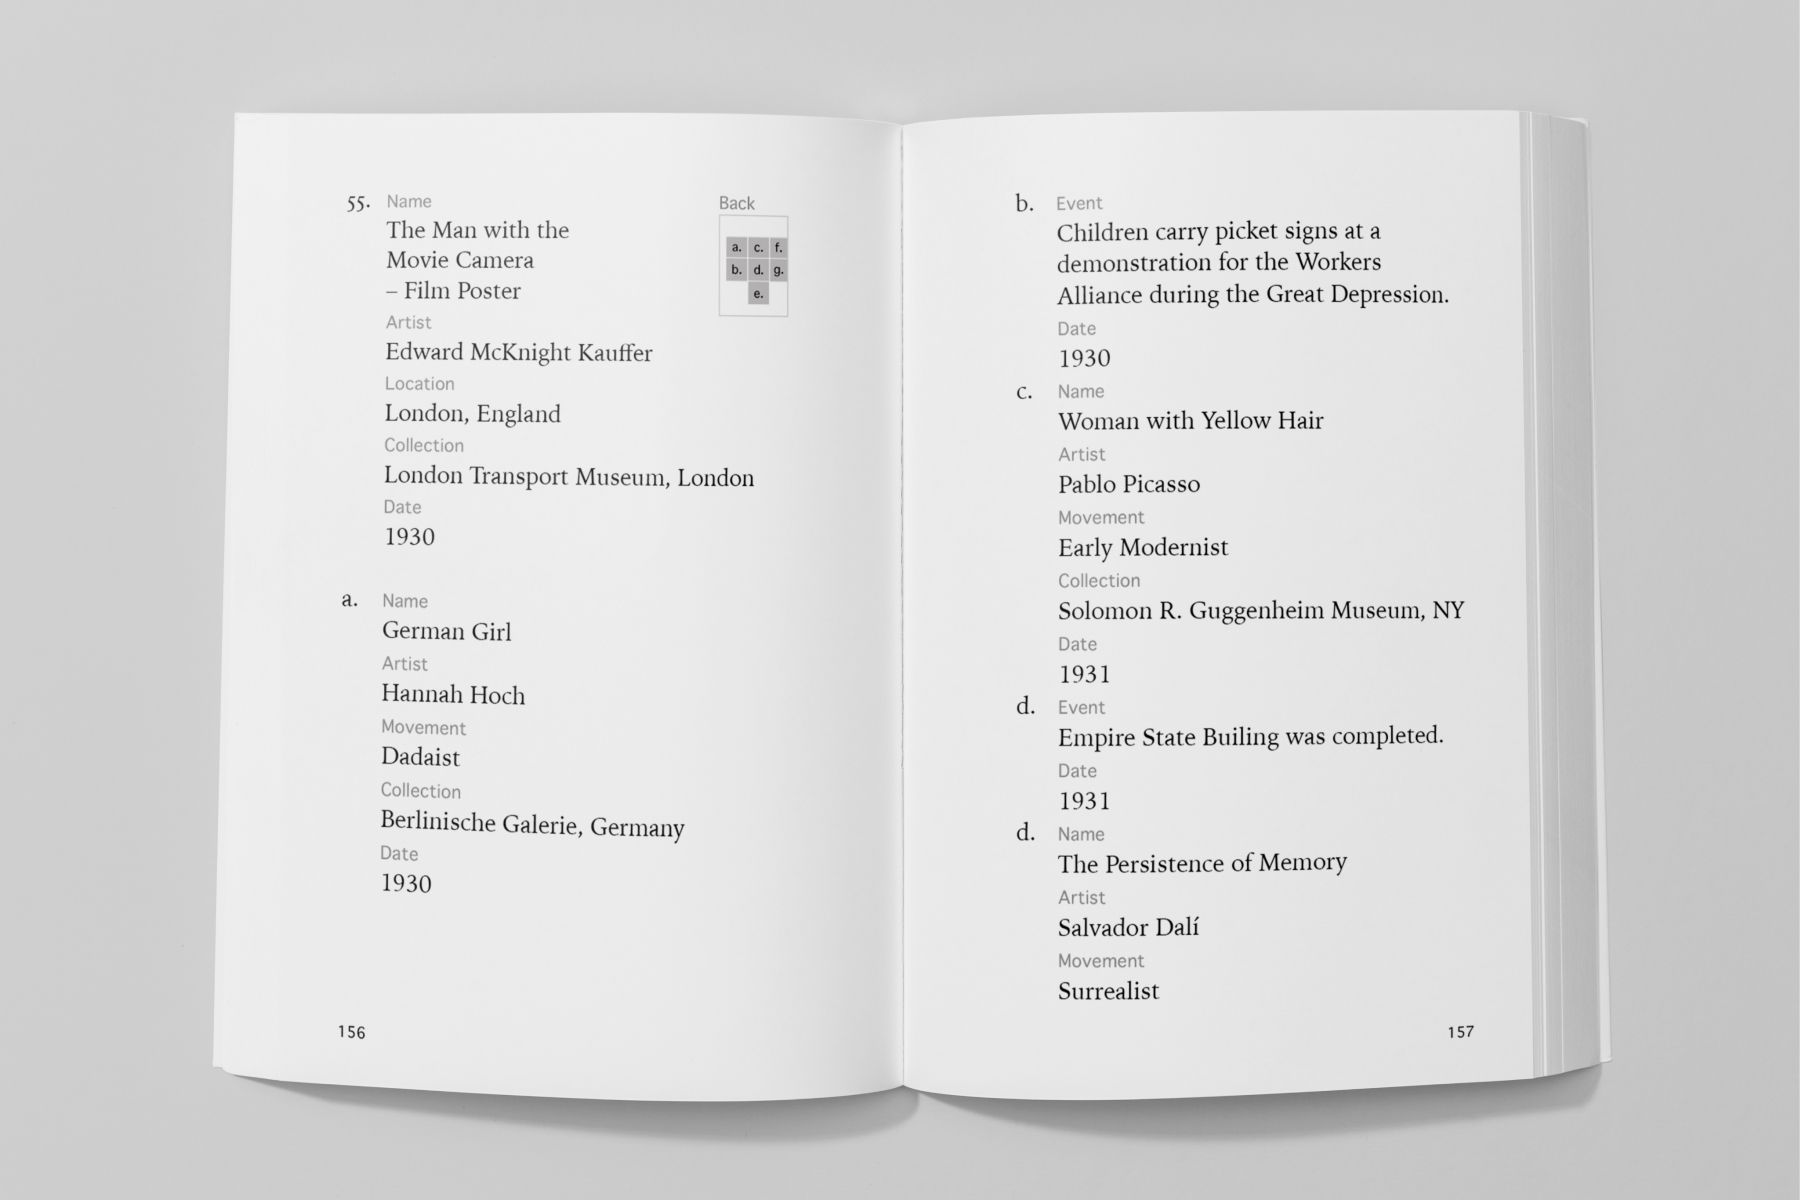 55. Name
The Man with the
Movie Camera
– Film Poster
Artist
Edward McKnight Kauffer
Location
London, England
Collection
London Transport Museum, London
Date
1930
Back
a. c. f.
b. d. g.
e.
a. Name
German Girl
Artist
Hannah Hoch
Movement
Dadaist
Collection
Berlinische Galerie, Germany
Date
1930
156
b. Event
Children carry picket signs at a
demonstration for the Workers
Alliance during the Great Depression.
Date
1930
c. Name
Woman with Yellow Hair
Artist
Pablo Picasso
Movement
Early Modernist
Collection
Solomon R. Guggenheim Museum, NY
Date
1931
d. Event
Empire State Builing was completed.
Date
1931
d. Name
The Persistence of Memory
Artist
Salvador Dalí
Movement
Surrealist
157